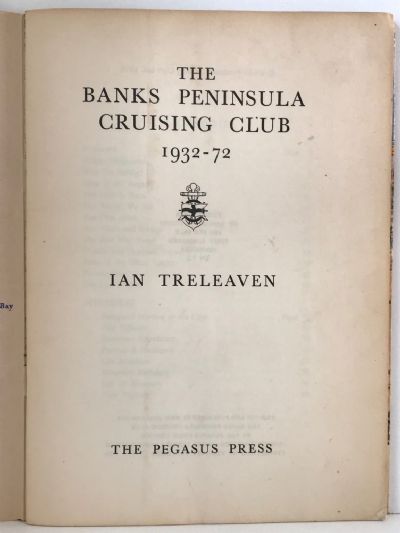 THE
BANKS PENINSULA
CRUISING CLUB
1932-72
IAN TRELEAVEN
Bay
THE PEGASUS PRESS